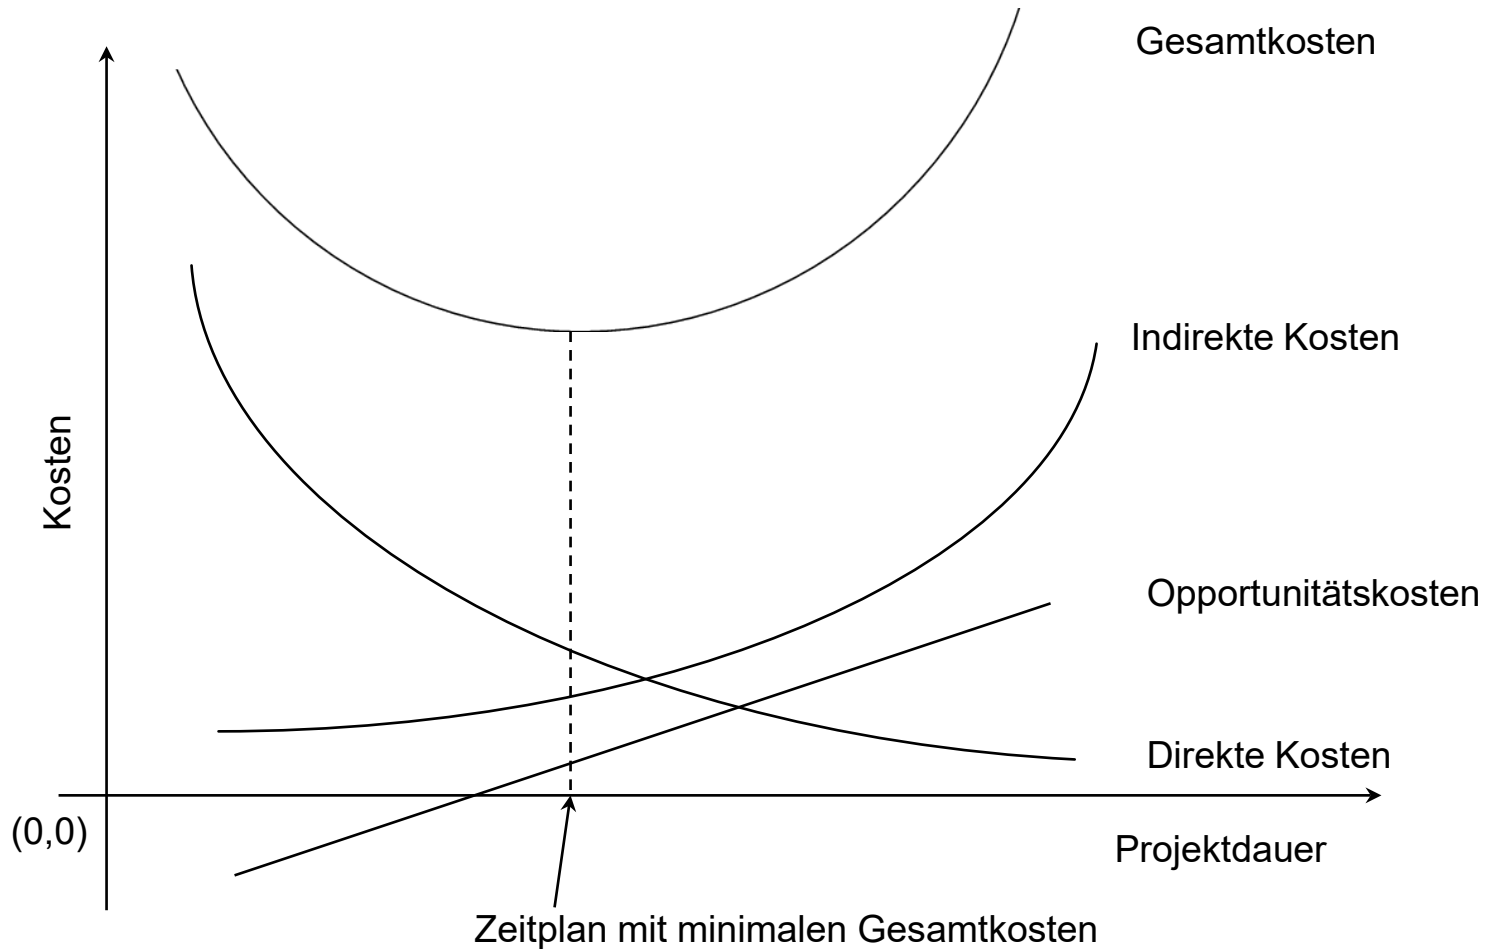 Gesamtkosten
Indirekte Kosten
Kosten
Opportunitätskosten
Direkte Kosten
(0,0)
Projektdauer
Zeitplan mit minimalen Gesamtkosten